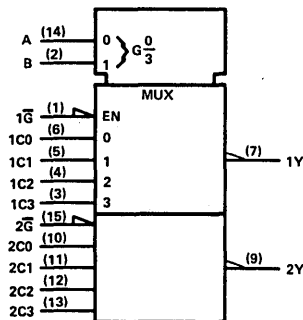 A (14) 0
B (2) 1 } G 0/3
MUX
1G̅ (1) EN
1C0 (6) 0
1C1 (5) 1 (7) 1Y
1C2 (4) 2
1C3 (3) 3
2G̅ (15)
2C0 (10)
2C1 (11) (9) 2Y
2C2 (12)
2C3 (13)